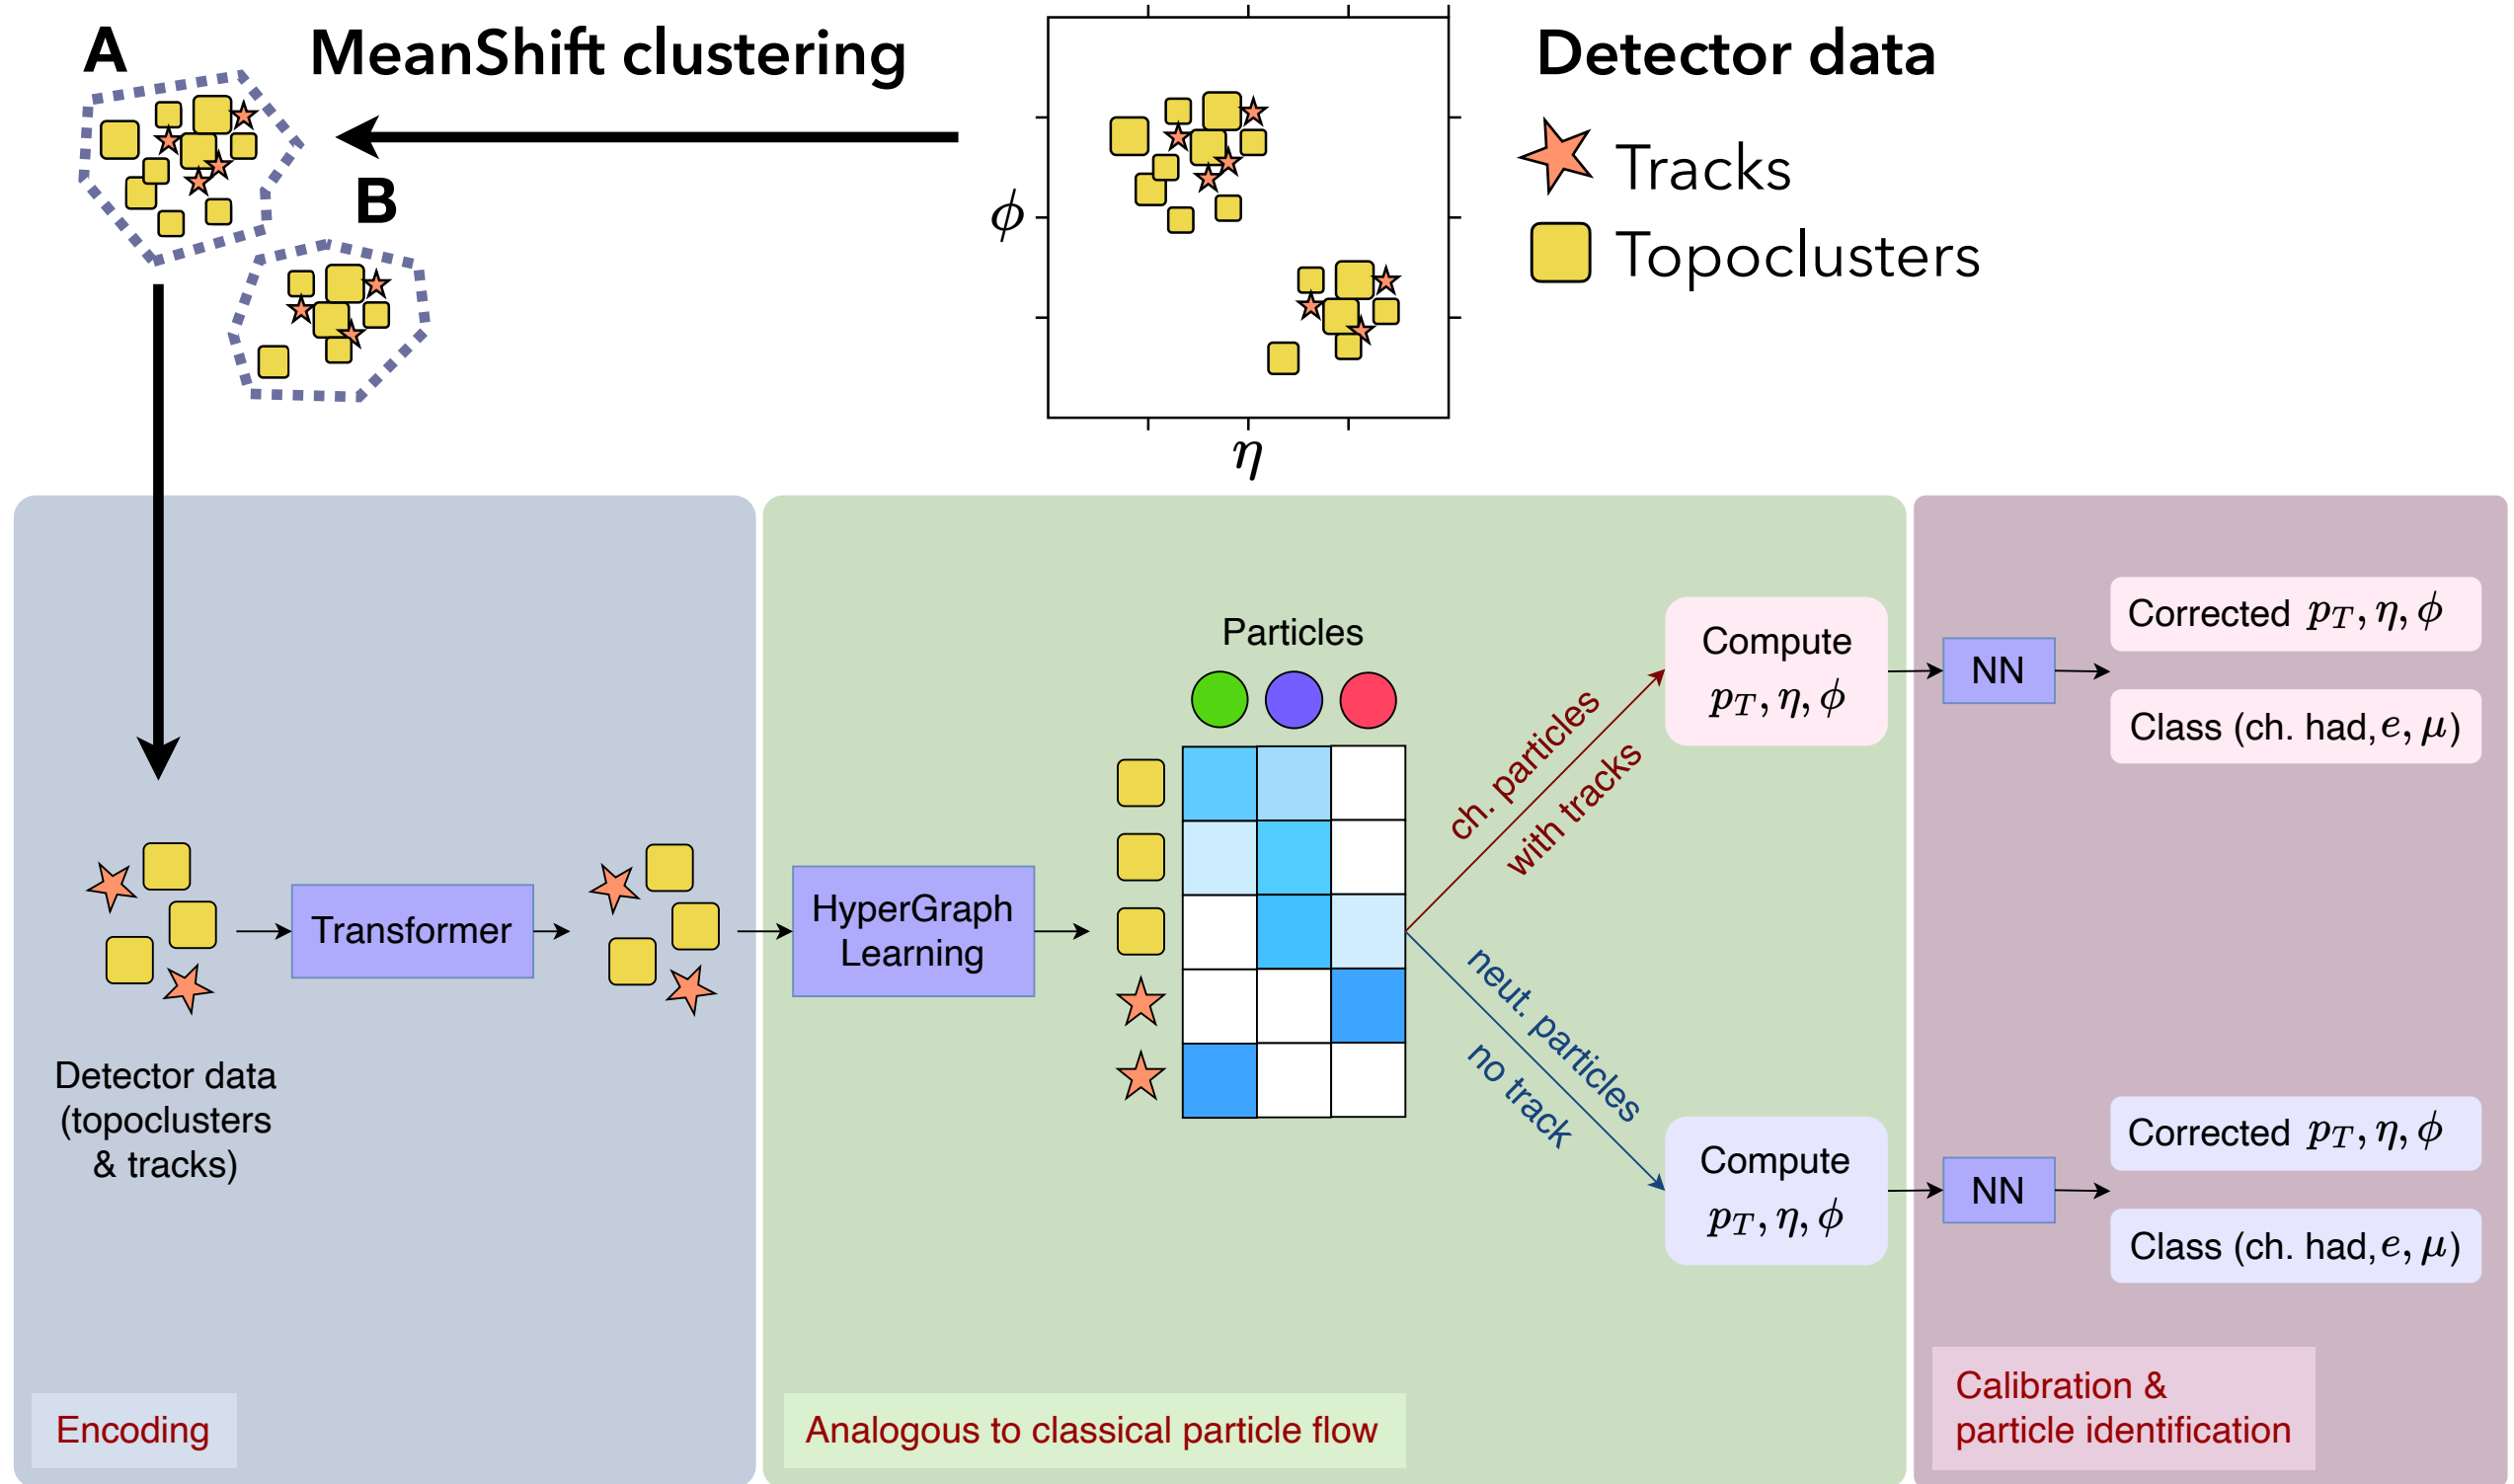 A
MeanShift clustering
B
ϕ
η
Detector data
Tracks
Topoclusters
Detector data
(topoclusters
& tracks)
Transformer
Encoding
HyperGraph
Learning
Particles
ch. particles
with tracks
neut. particles
no track
Compute
p_T, η, ϕ
Compute
p_T, η, ϕ
Analogous to classical particle flow
NN
Corrected p_T, η, ϕ
Class (ch. had, e, μ)
NN
Corrected p_T, η, ϕ
Class (ch. had, e, μ)
Calibration &
particle identification